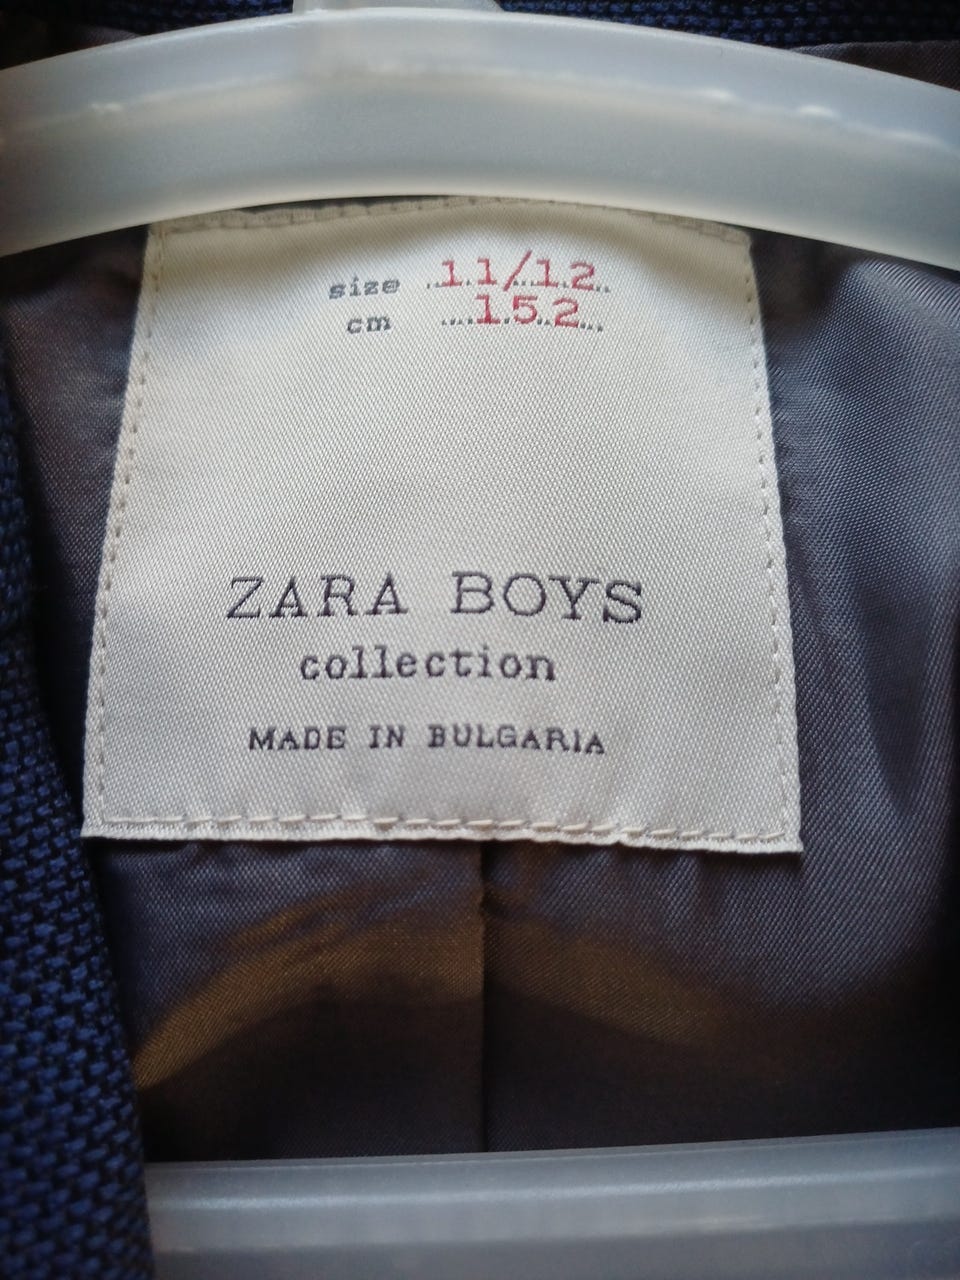 size 11/12
cm 152
ZARA BOYS
collection
MADE IN BULGARIA